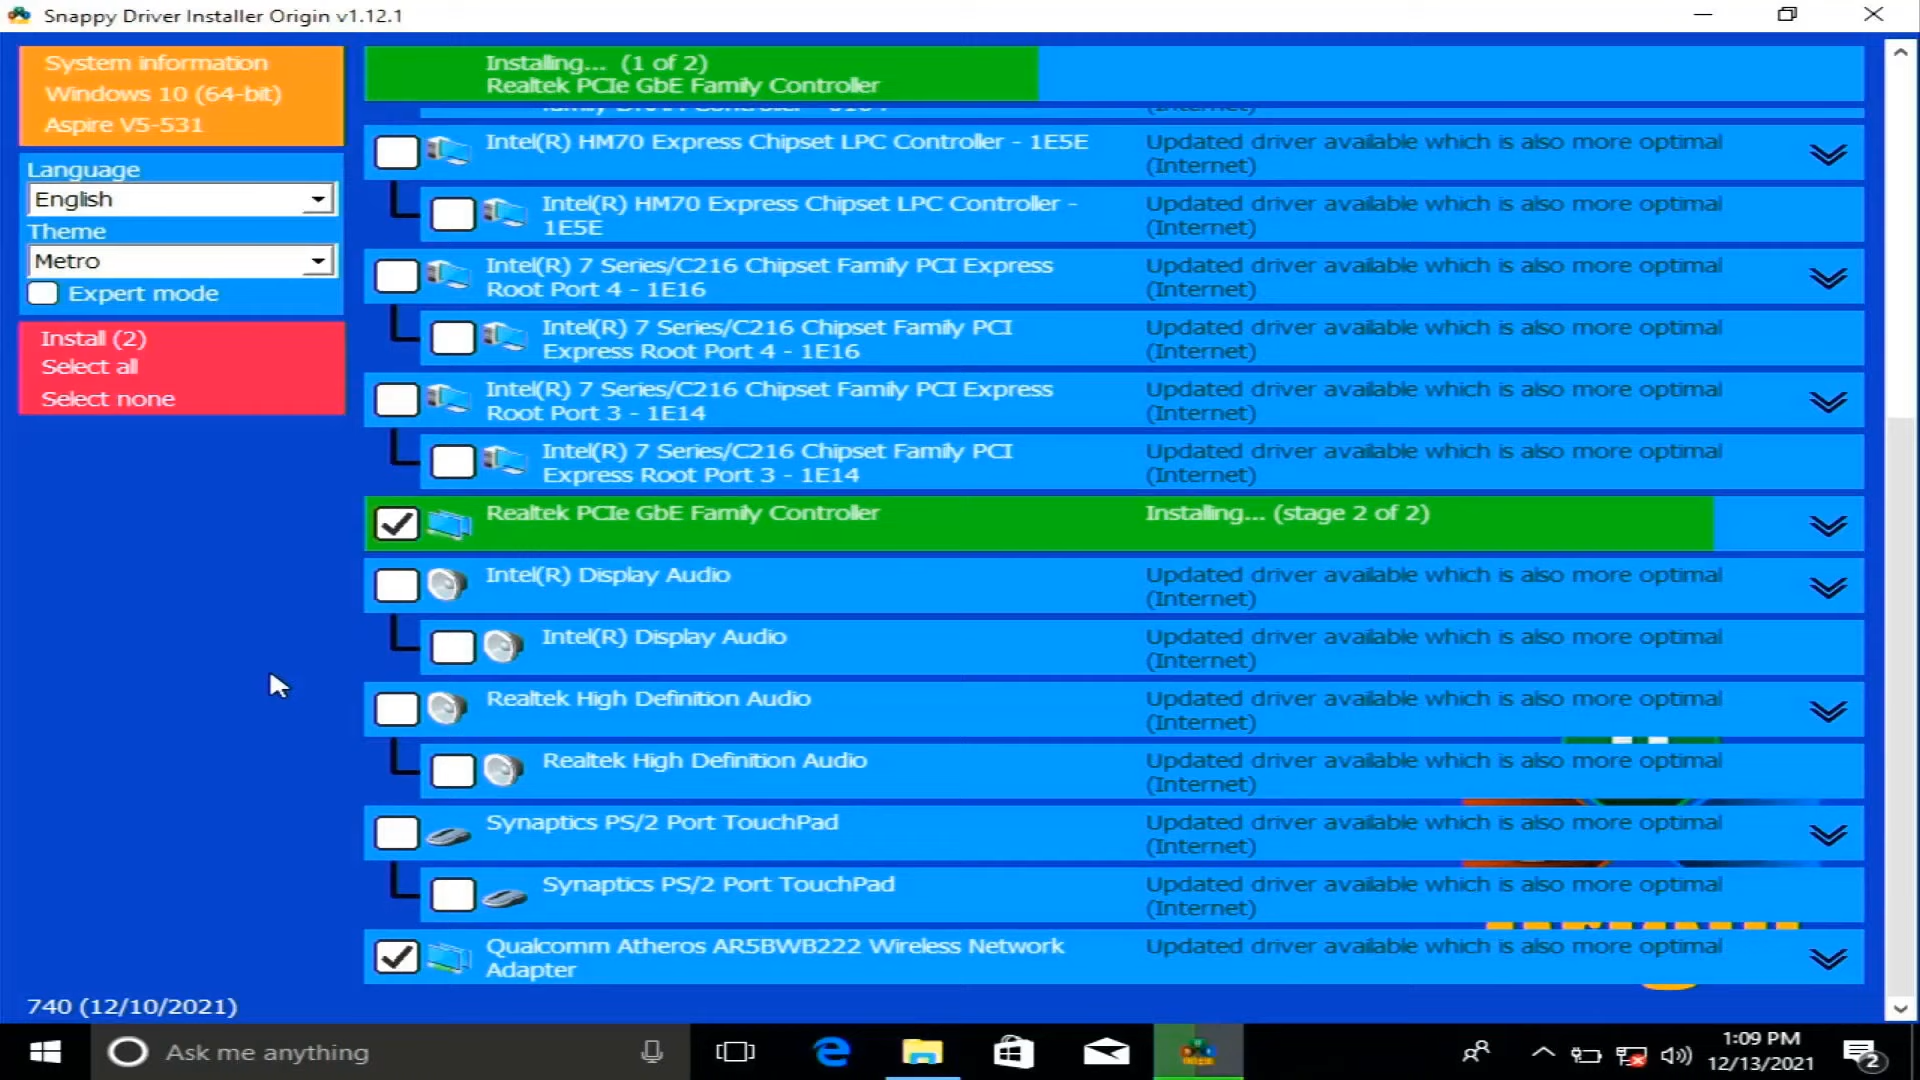 Snappy Driver Installer Origin v1.12.1
System information
Windows 10 (64-bit)
Aspire V5-531
Language
English
Theme
Metro
Expert mode
Install (2)
Select all
Select none
740 (12/10/2021)
Installing... (1 of 2)
Realtek PCIe GbE Family Controller
(Internet)
Intel(R) HM70 Express Chipset LPC Controller - 1E5E
Updated driver available which is also more optimal
(Internet)
Intel(R) HM70 Express Chipset LPC Controller -
1E5E
Updated driver available which is also more optimal
(Internet)
Intel(R) 7 Series/C216 Chipset Family PCI Express
Root Port 4 - 1E16
Updated driver available which is also more optimal
(Internet)
Intel(R) 7 Series/C216 Chipset Family PCI
Express Root Port 4 - 1E16
Updated driver available which is also more optimal
(Internet)
Intel(R) 7 Series/C216 Chipset Family PCI Express
Root Port 3 - 1E14
Updated driver available which is also more optimal
(Internet)
Intel(R) 7 Series/C216 Chipset Family PCI
Express Root Port 3 - 1E14
Updated driver available which is also more optimal
(Internet)
Realtek PCIe GbE Family Controller
Installing... (stage 2 of 2)
Intel(R) Display Audio
Updated driver available which is also more optimal
(Internet)
Intel(R) Display Audio
Updated driver available which is also more optimal
(Internet)
Realtek High Definition Audio
Updated driver available which is also more optimal
(Internet)
Realtek High Definition Audio
Updated driver available which is also more optimal
(Internet)
Synaptics PS/2 Port TouchPad
Updated driver available which is also more optimal
(Internet)
Synaptics PS/2 Port TouchPad
Updated driver available which is also more optimal
(Internet)
Qualcomm Atheros AR5BWB222 Wireless Network
Adapter
Updated driver available which is also more optimal
Ask me anything
1:09 PM
12/13/2021
2